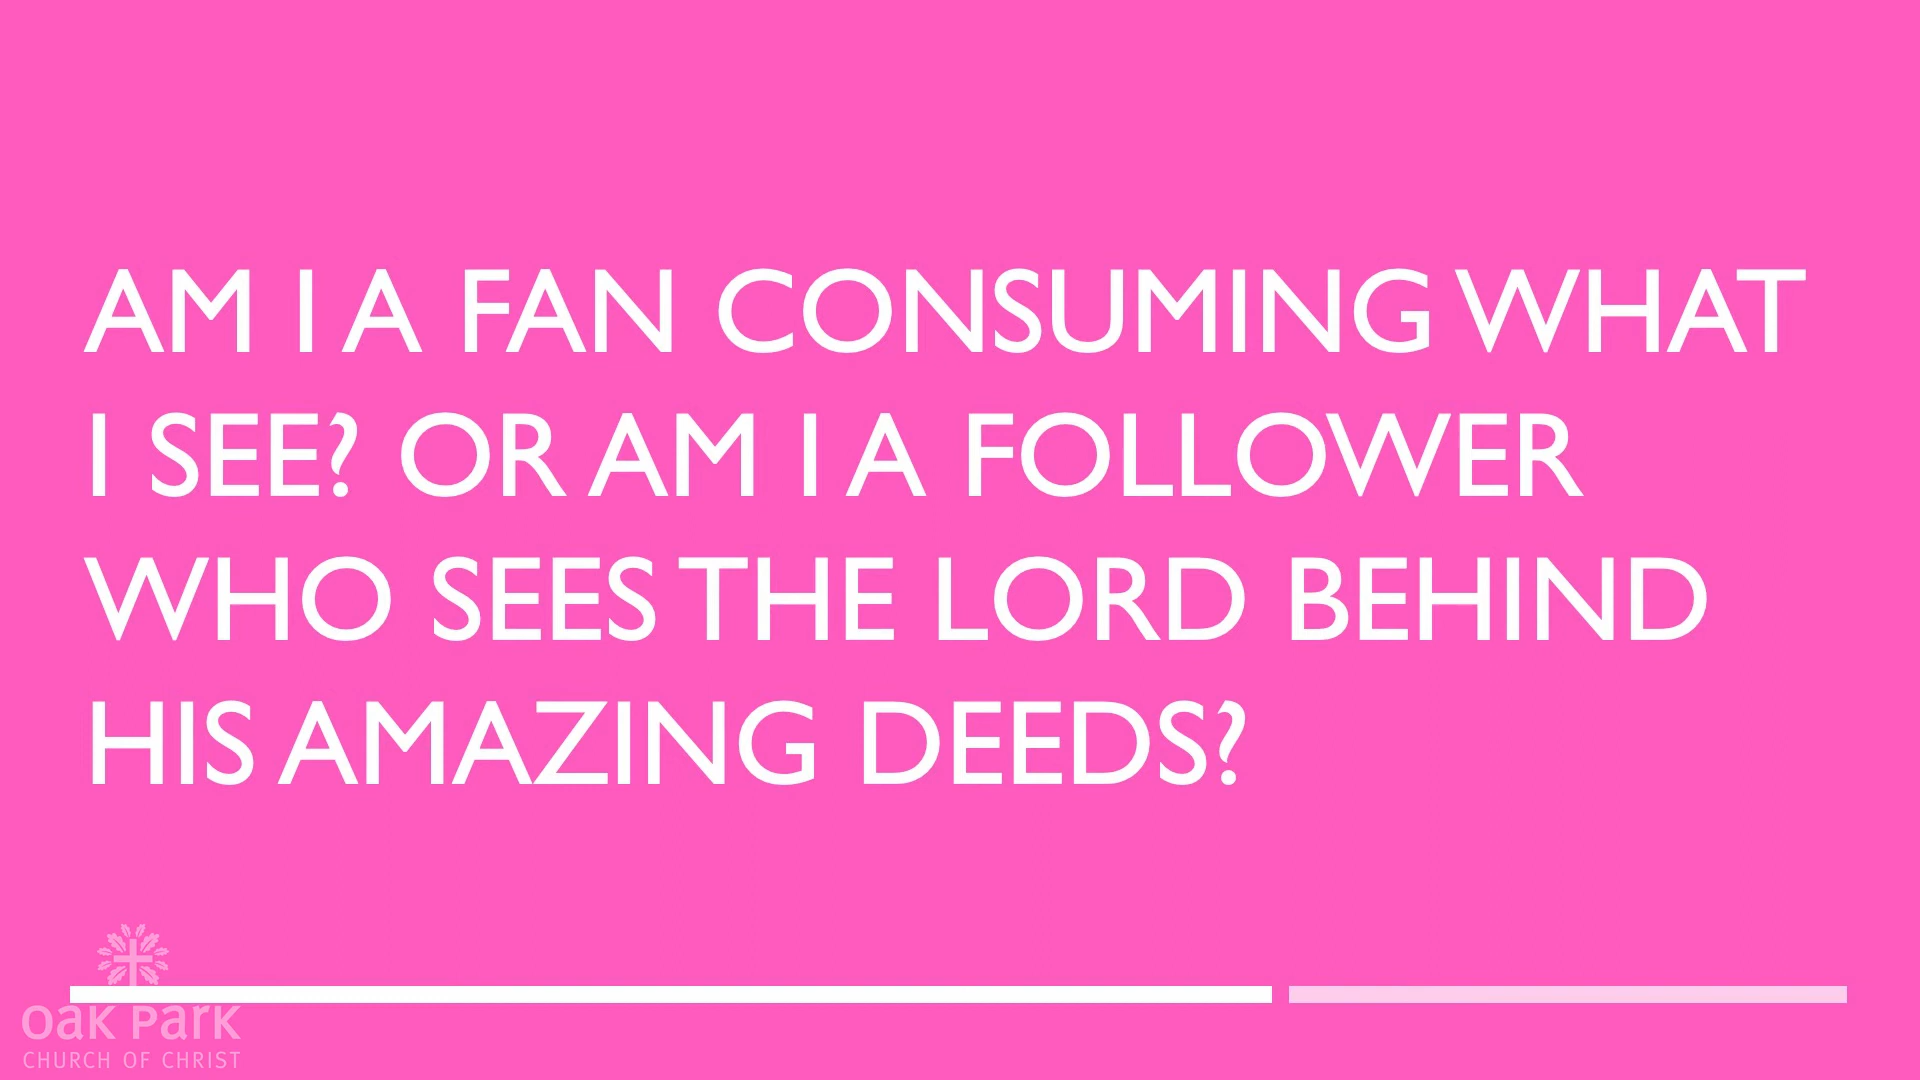 AM I A FAN CONSUMING WHAT
I SEE? OR AM I A FOLLOWER
WHO SEES THE LORD BEHIND
HIS AMAZING DEEDS?
oak Park
CHURCH OF CHRIST